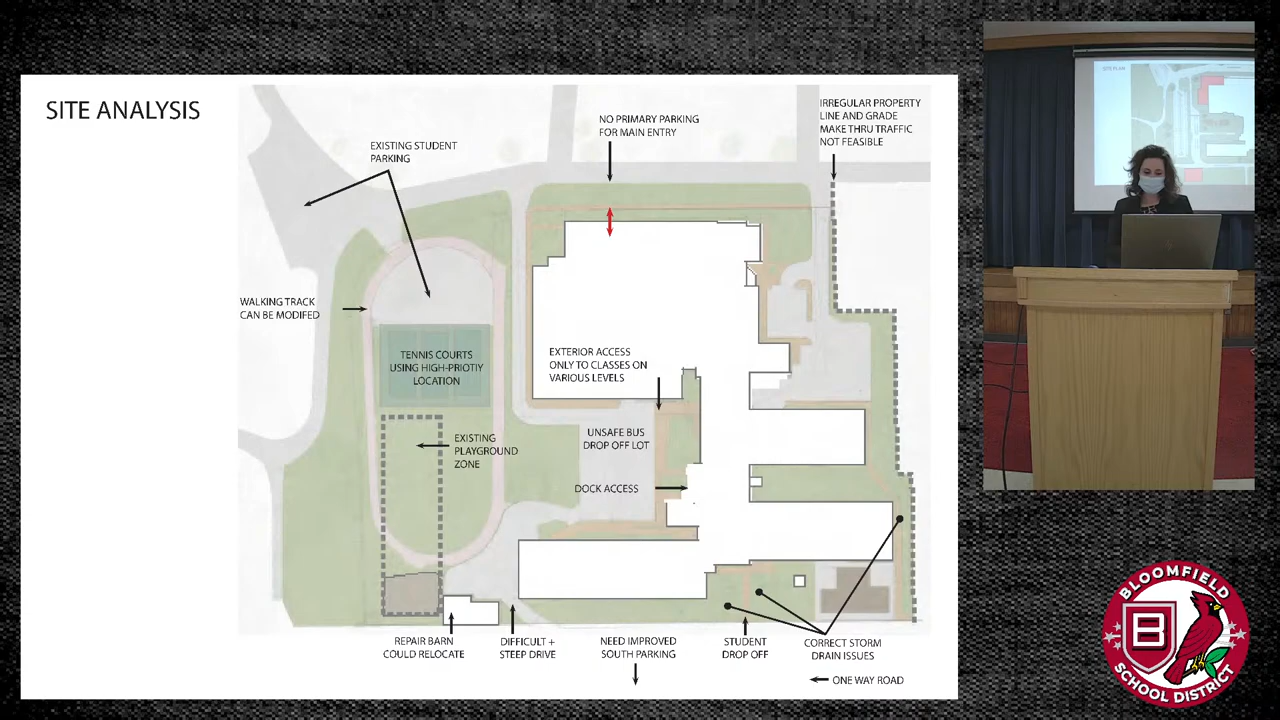 SITE ANALYSIS
EXISTING STUDENT
PARKING
NO PRIMARY PARKING
FOR MAIN ENTRY
IRREGULAR PROPERTY
LINE AND GRADE
MAKE THRU TRAFFIC
NOT FEASIBLE
WALKING TRACK
CAN BE MODIFED
TENNIS COURTS
USING HIGH-PRIOTIY
LOCATION
EXTERIOR ACCESS
ONLY TO CLASSES ON
VARIOUS LEVELS
EXISTING
PLAYGROUND
ZONE
UNSAFE BUS
DROP OFF LOT
DOCK ACCESS
REPAIR BARN
COULD RELOCATE
DIFFICULT +
STEEP DRIVE
NEED IMPROVED
SOUTH PARKING
STUDENT
DROP OFF
CORRECT STORM
DRAIN ISSUES
ONE WAY ROAD
SITE PLAN
BLOOMFIELD
B
SCHOOL DISTRICT